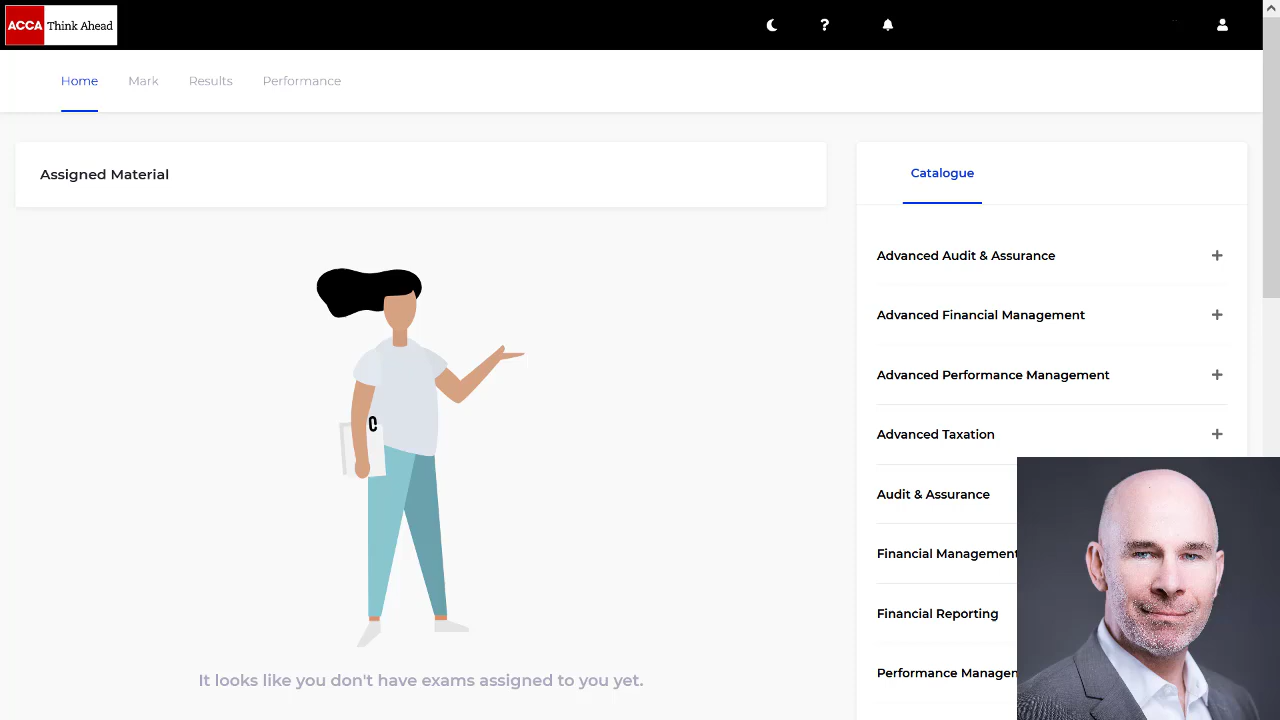 ACCA Think Ahead
Home Mark Results Performance
Assigned Material
Catalogue
Advanced Audit & Assurance
Advanced Financial Management
Advanced Performance Management
Advanced Taxation
Audit & Assurance
Financial Management
Financial Reporting
Performance Managem
It looks like you don't have exams assigned to you yet.